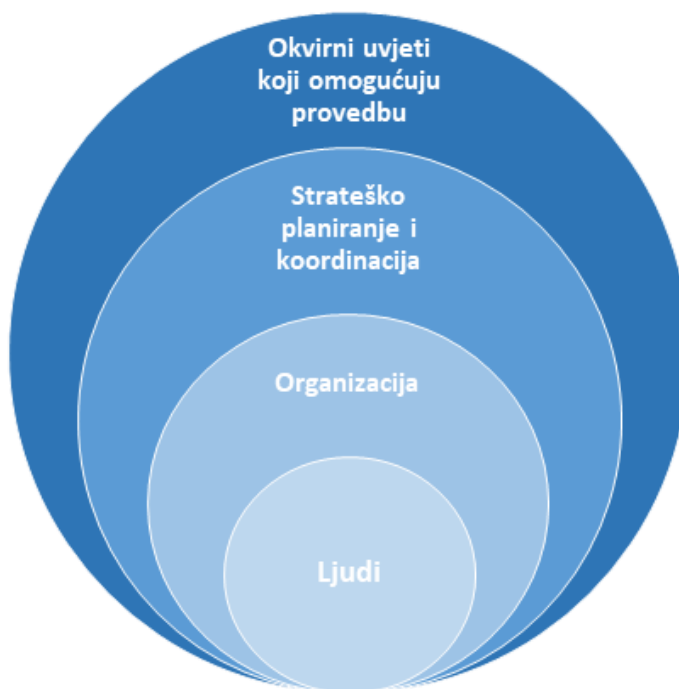 Okvirni uvjeti
koji omogućuju
provedbu
Strateško
planiranje i
koordinacija
Organizacija
Ljudi